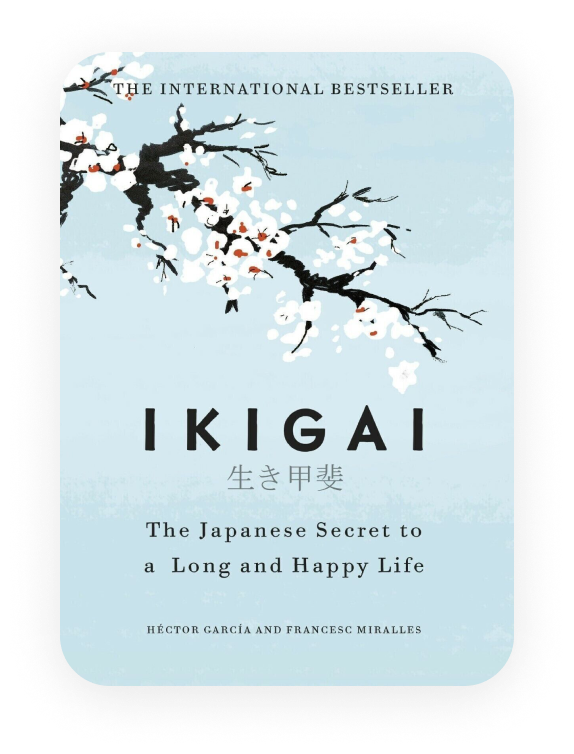 THE INTERNATIONAL BESTSELLER
IKIGAI
生き甲斐
The Japanese Secret to
a Long and Happy Life
HÉCTOR GARCÍA AND FRANCESC MIRALLES